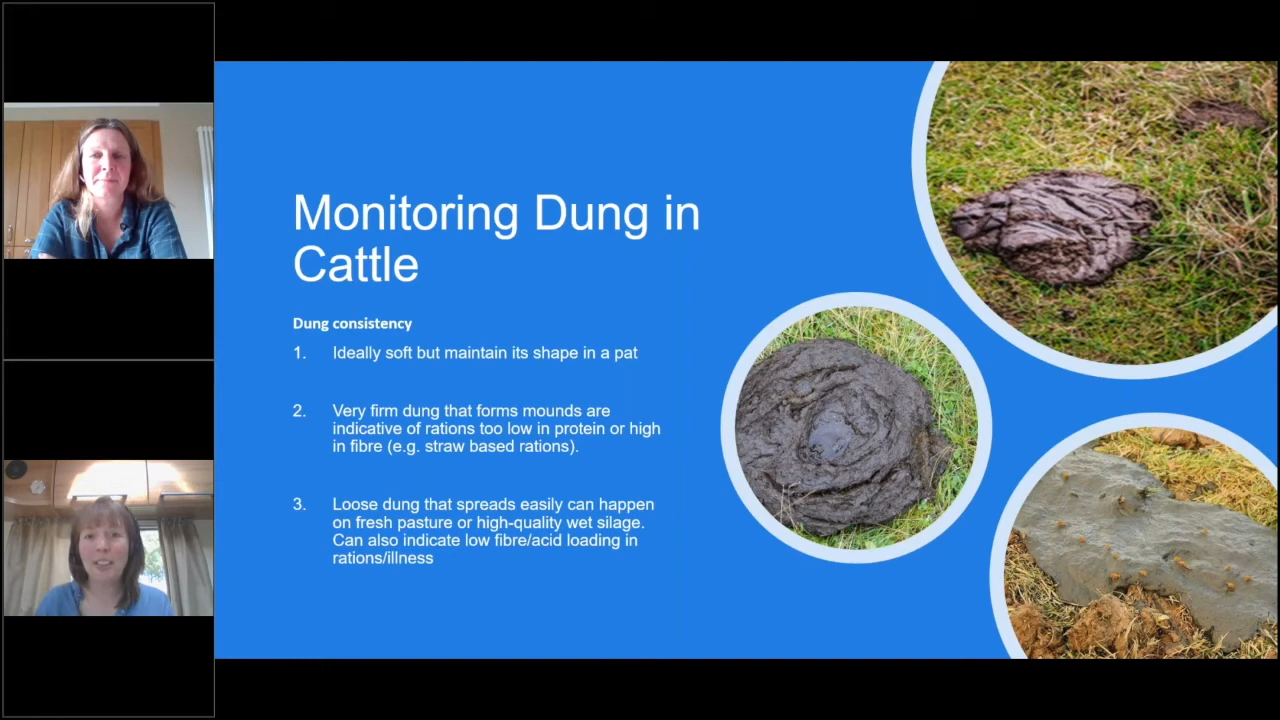 Monitoring Dung in
Cattle
Dung consistency
1. Ideally soft but maintain its shape in a pat
2. Very firm dung that forms mounds are
indicative of rations too low in protein or high
in fibre (e.g. straw based rations).
3. Loose dung that spreads easily can happen
on fresh pasture or high-quality wet silage.
Can also indicate low fibre/acid loading in
rations/illness